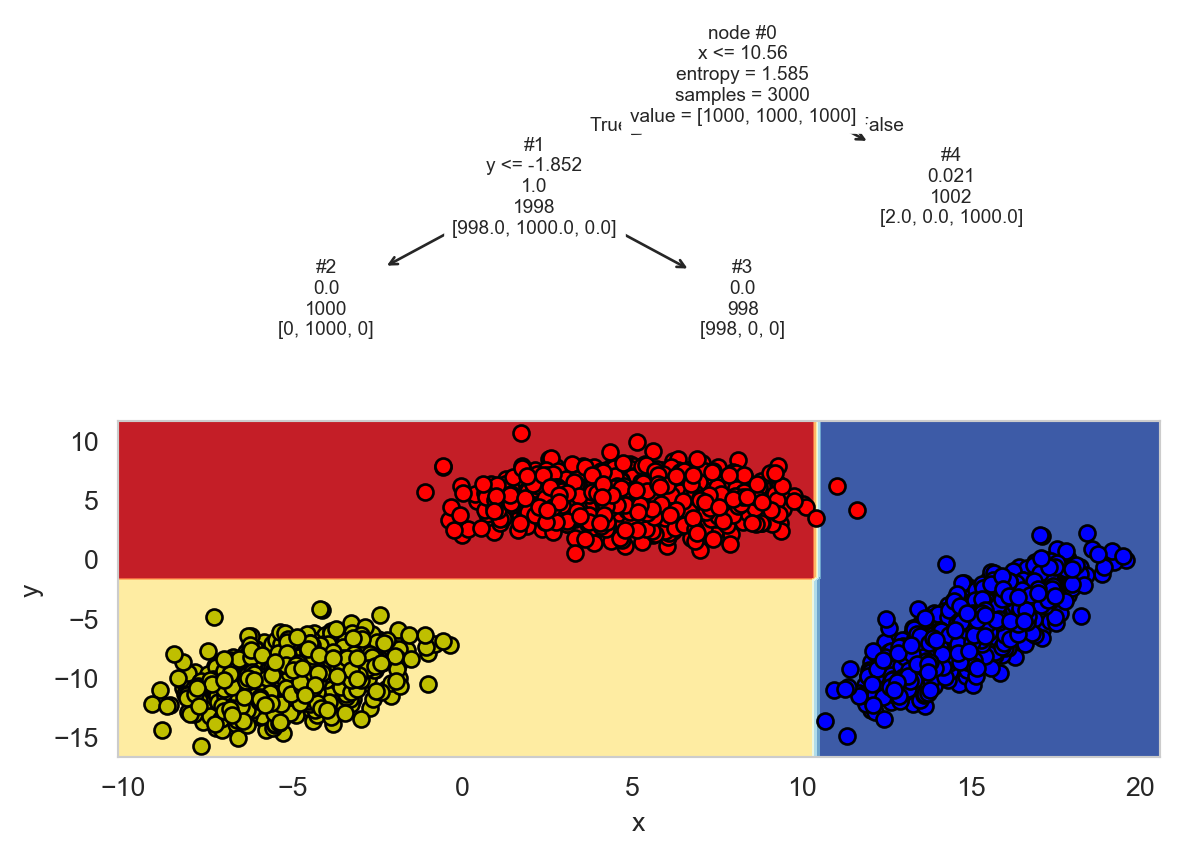 node #0
x <= 10.56
entropy = 1.585
samples = 3000
value = [1000, 1000, 1000]
True
alse
#1
y <= -1.852
1.0
1998
[998.0, 1000.0, 0.0]
#4
0.021
1002
[2.0, 0.0, 1000.0]
#2
0.0
1000
[0, 1000, 0]
#3
0.0
998
[998, 0, 0]
10
5
0
−5
−10
−15
y
−10
−5
0
5
10
15
20
x